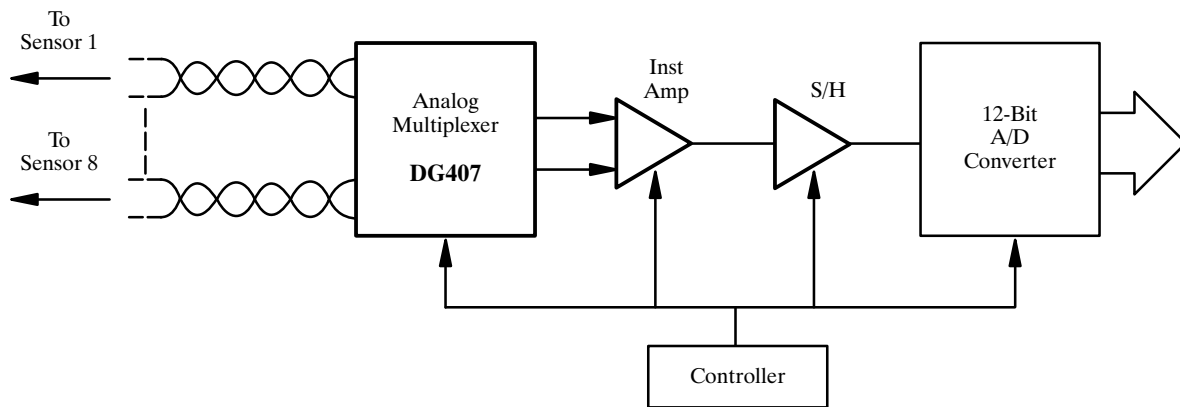 To
Sensor 1
To
Sensor 8
Analog
Multiplexer
DG407
Inst
Amp
S/H
12-Bit
A/D
Converter
Controller